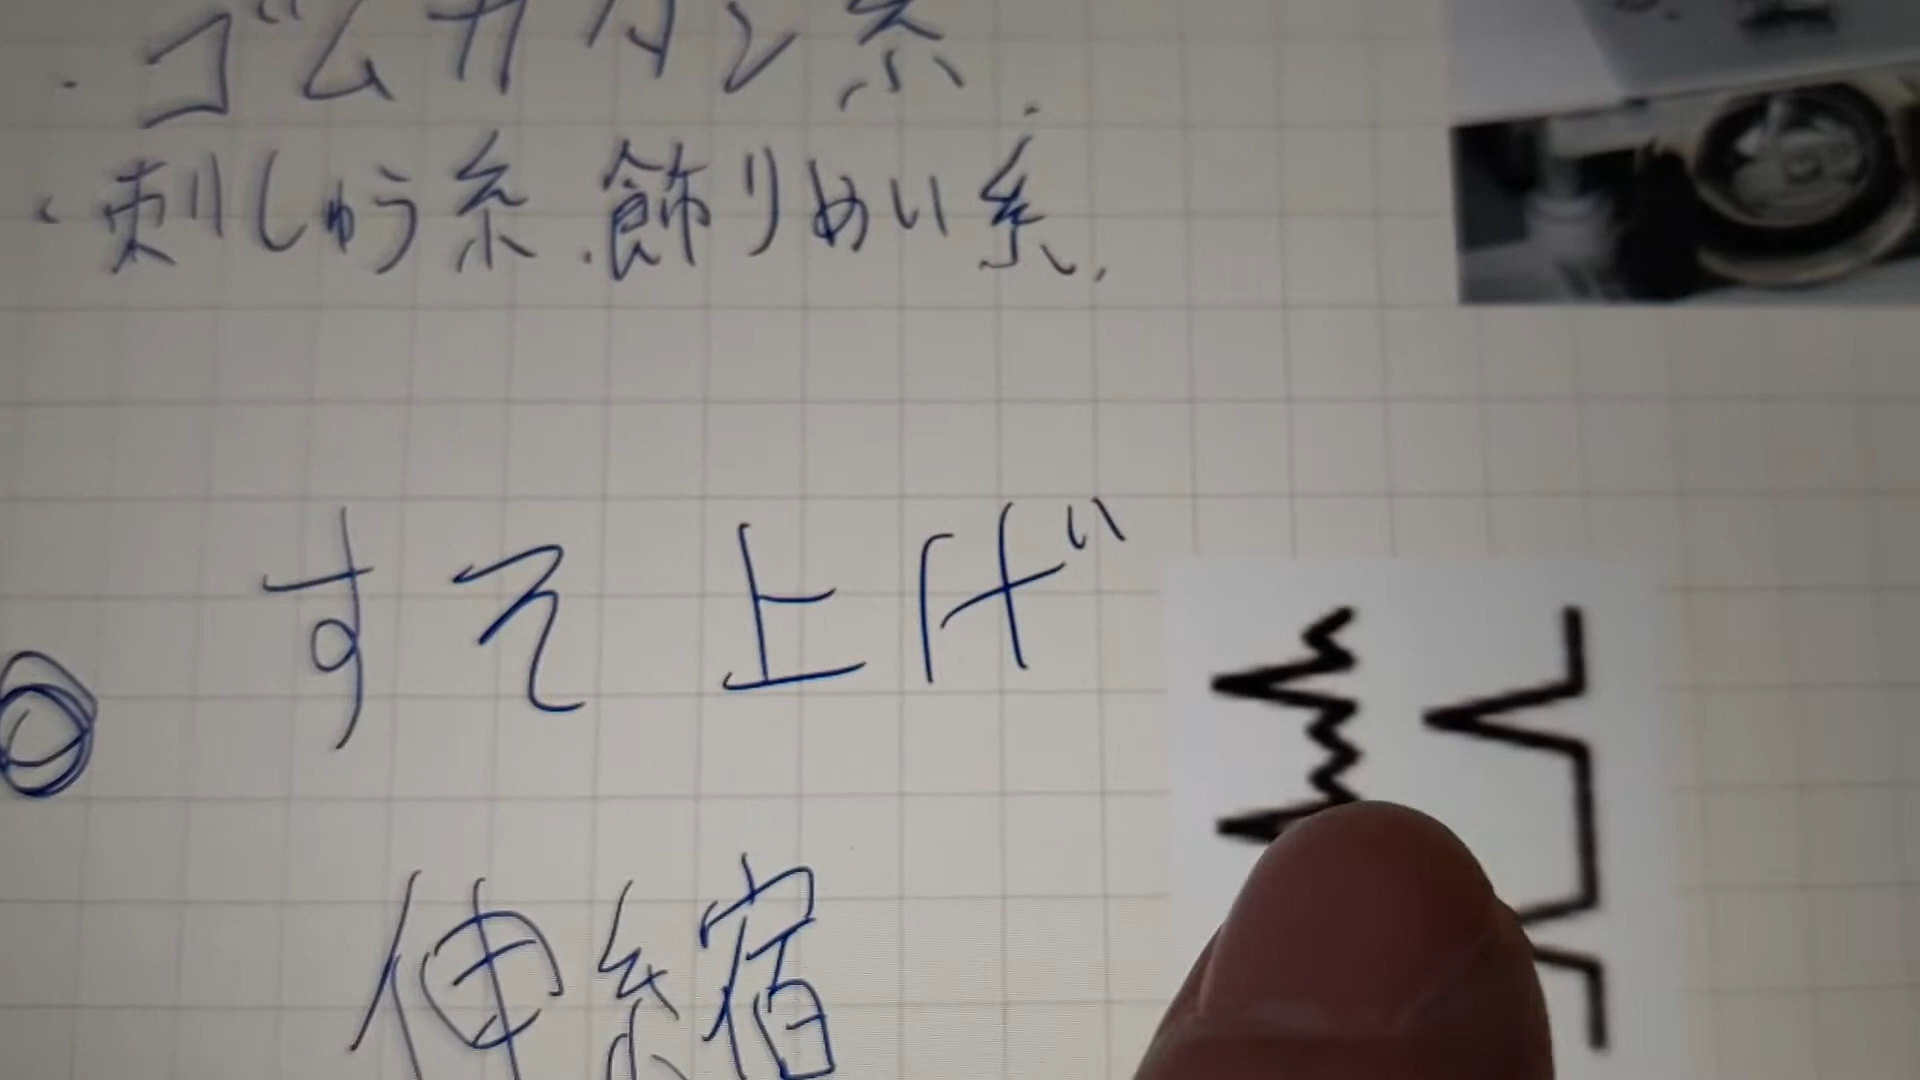 ・ゴムカタン糸.
・刺しゅう糸.飾りぬい糸.
◎ すそ上げ
伸縮